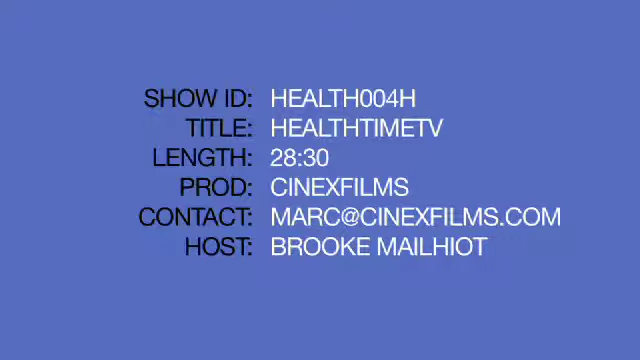 SHOW ID: HEALTH004H
TITLE: HEALTHTIMETV
LENGTH: 28:30
PROD: CINEXFILMS
CONTACT: MARC@CINEXFILMS.COM
HOST: BROOKE MAILHIOT